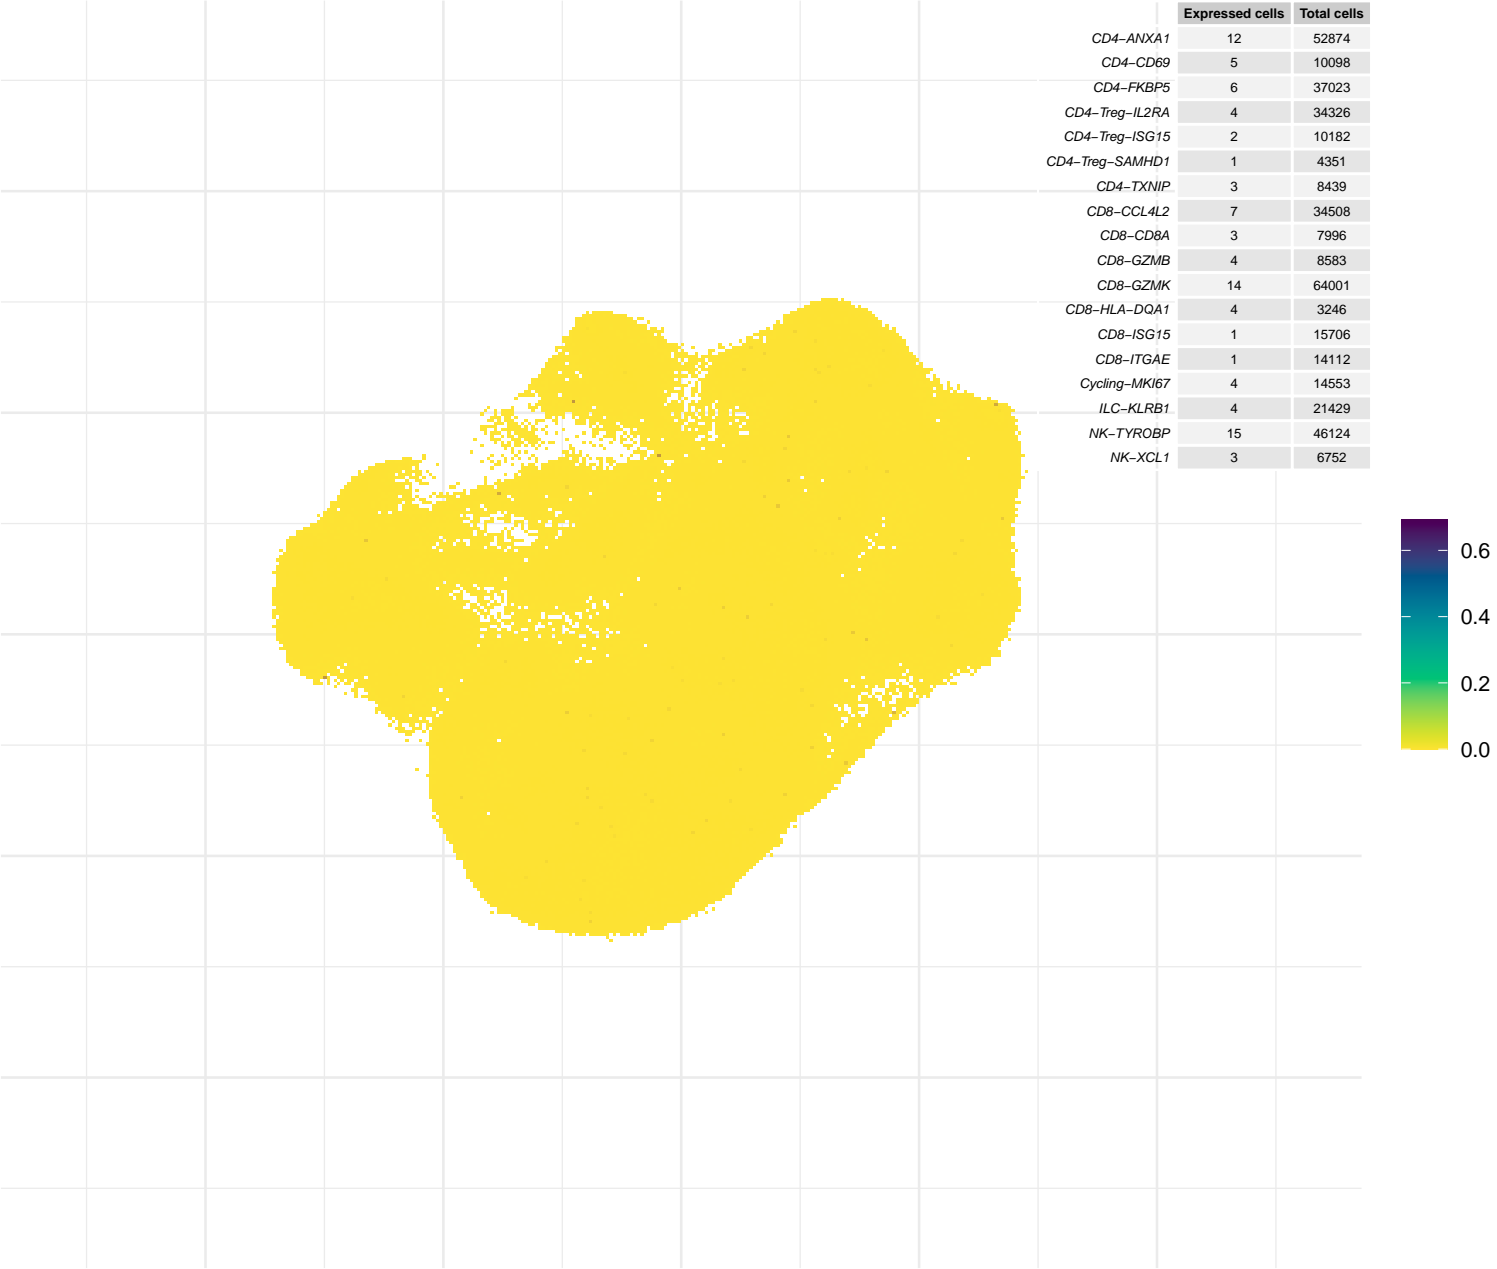 Expressed cells Total cells
CD4−ANXA1 12 52874
CD4−CD69 5 10098
CD4−FKBP5 6 37023
CD4−Treg−IL2RA 4 34326
CD4−Treg−ISG15 2 10182
CD4−Treg−SAMHD1 1 4351
CD4−TXNIP 3 8439
CD8−CCL4L2 7 34508
CD8−CD8A 3 7996
CD8−GZMB 4 8583
CD8−GZMK 14 64001
CD8−HLA−DQA1 4 3246
CD8−ISG15 1 15706
CD8−ITGAE 1 14112
Cycling−MKI67 4 14553
ILC−KLRB1 4 21429
NK−TYROBP 15 46124
NK−XCL1 3 6752
0.6
0.4
0.2
0.0